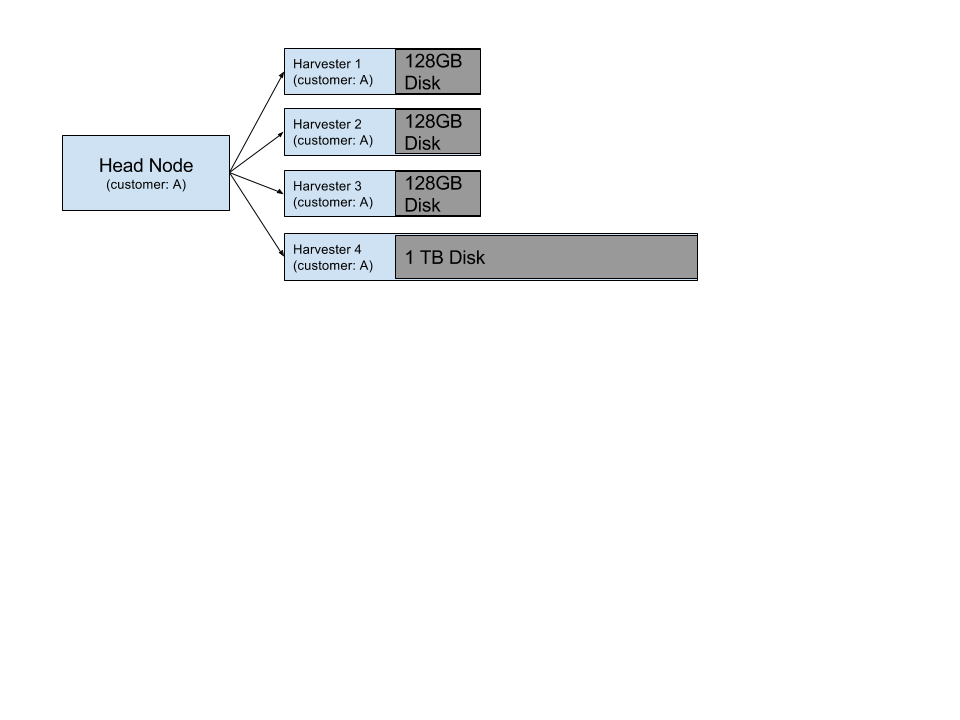 Head Node
(customer: A)
Harvester 1
(customer: A)
128GB
Disk
Harvester 2
(customer: A)
128GB
Disk
Harvester 3
(customer: A)
128GB
Disk
Harvester 4
(customer: A)
1 TB Disk